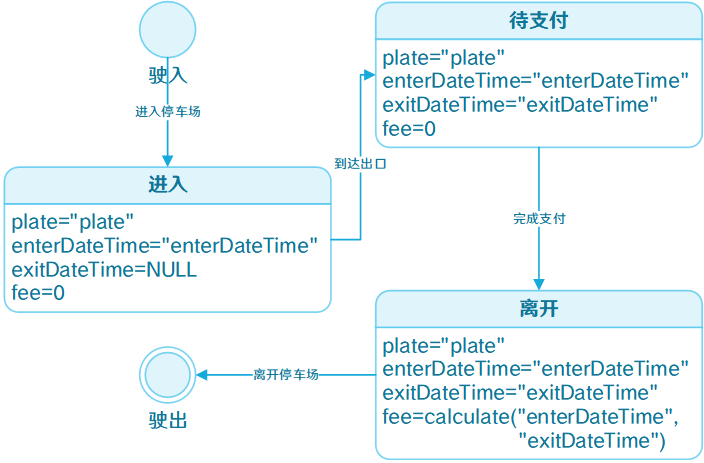 驶入
进入停车场
进入
plate="plate"
enterDateTime="enterDateTime"
exitDateTime=NULL
fee=0
到达出口
待支付
plate="plate"
enterDateTime="enterDateTime"
exitDateTime="exitDateTime"
fee=0
完成支付
离开
plate="plate"
enterDateTime="enterDateTime"
exitDateTime="exitDateTime"
fee=calculate("enterDateTime",
"exitDateTime")
离开停车场
驶出